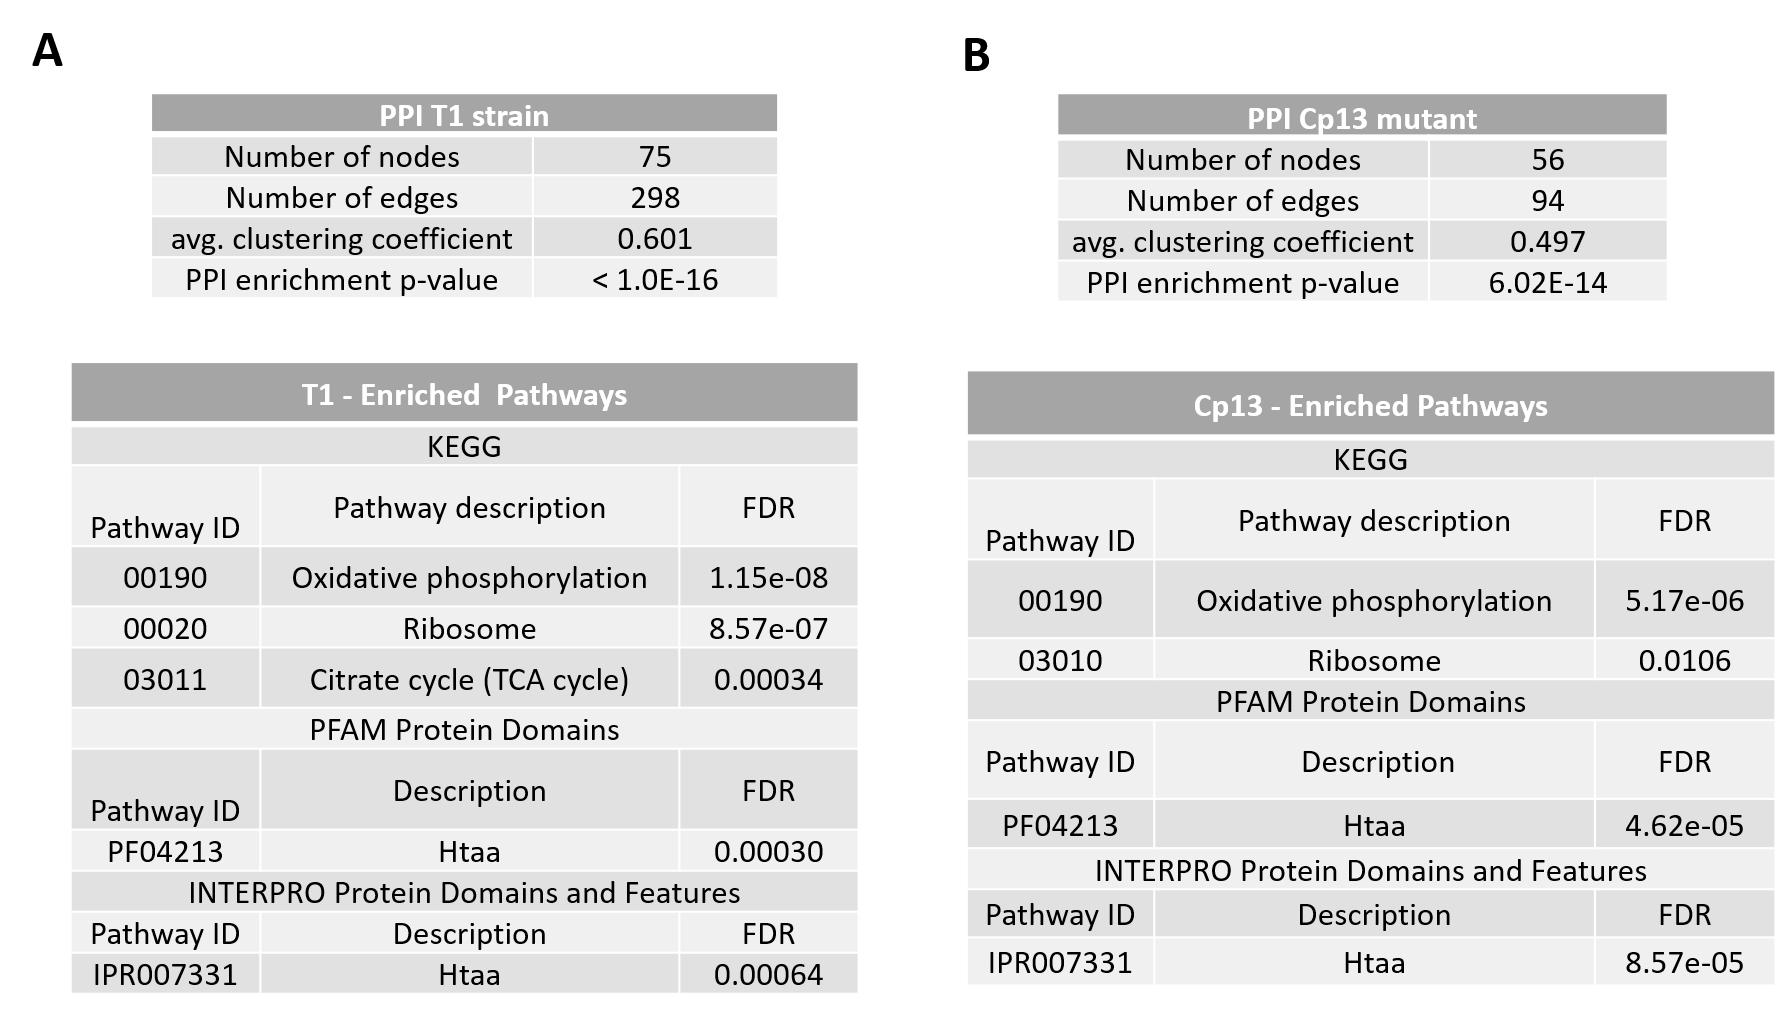 A
PPI T1 strain
Number of nodes 75
Number of edges 298
avg. clustering coefficient 0.601
PPI enrichment p-value < 1.0E-16
T1 - Enriched Pathways
KEGG
Pathway ID Pathway description FDR
00190 Oxidative phosphorylation 1.15e-08
00020 Ribosome 8.57e-07
03011 Citrate cycle (TCA cycle) 0.00034
PFAM Protein Domains
Pathway ID Description FDR
PF04213 Htaa 0.00030
INTERPRO Protein Domains and Features
Pathway ID Description FDR
IPR007331 Htaa 0.00064
B
PPI Cp13 mutant
Number of nodes 56
Number of edges 94
avg. clustering coefficient 0.497
PPI enrichment p-value 6.02E-14
Cp13 - Enriched Pathways
KEGG
Pathway ID Pathway description FDR
00190 Oxidative phosphorylation 5.17e-06
03010 Ribosome 0.0106
PFAM Protein Domains
Pathway ID Description FDR
PF04213 Htaa 4.62e-05
INTERPRO Protein Domains and Features
Pathway ID Description FDR
IPR007331 Htaa 8.57e-05